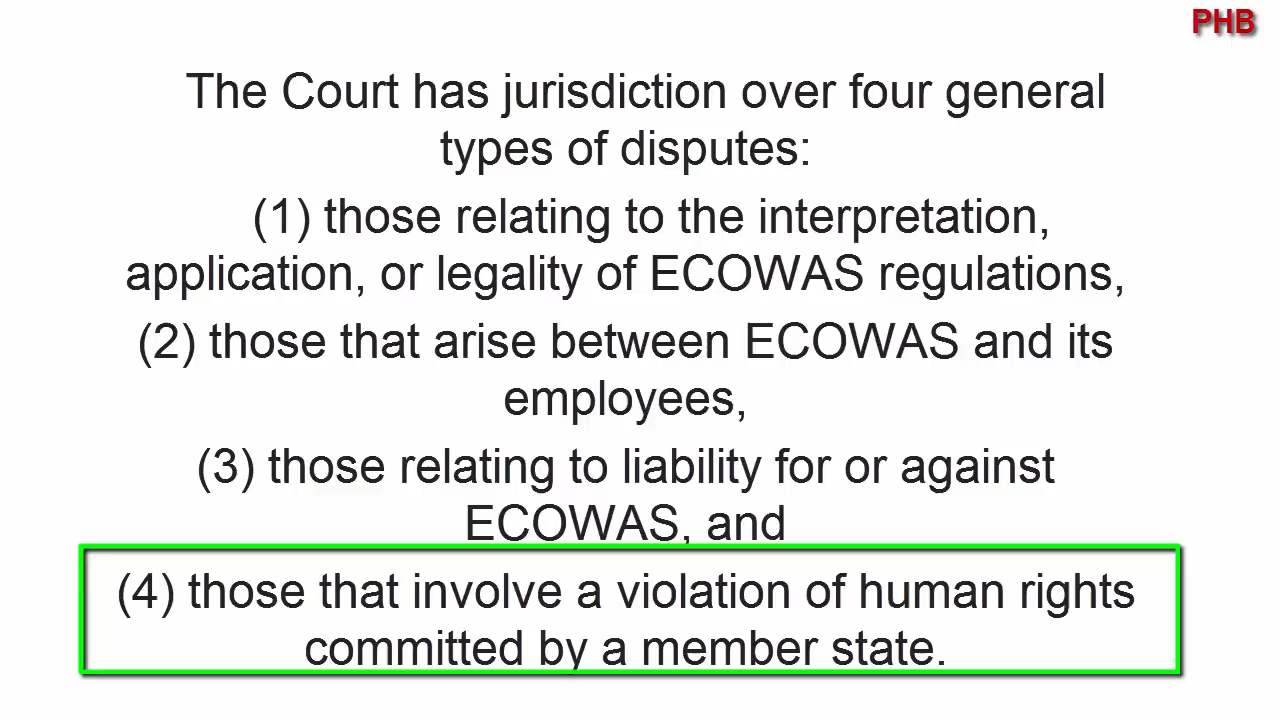 PHB
The Court has jurisdiction over four general
types of disputes:
(1) those relating to the interpretation,
application, or legality of ECOWAS regulations,
(2) those that arise between ECOWAS and its
employees,
(3) those relating to liability for or against
ECOWAS, and
(4) those that involve a violation of human rights
committed by a member state.